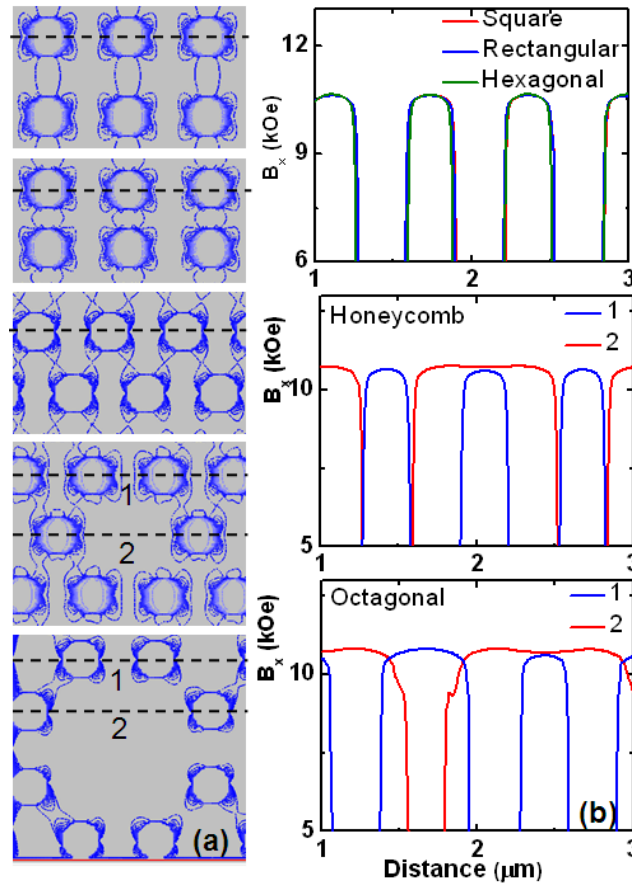 Square
Rectangular
Hexagonal
13
9
6
Bx (kOe)
1
2
3
Honeycomb
1
2
10
5
Bx (kOe)
1
2
3
Octagonal
1
2
10
5
Bx (kOe)
1
2
3
(b)
Distance (μm)
1
2
1
2
(a)